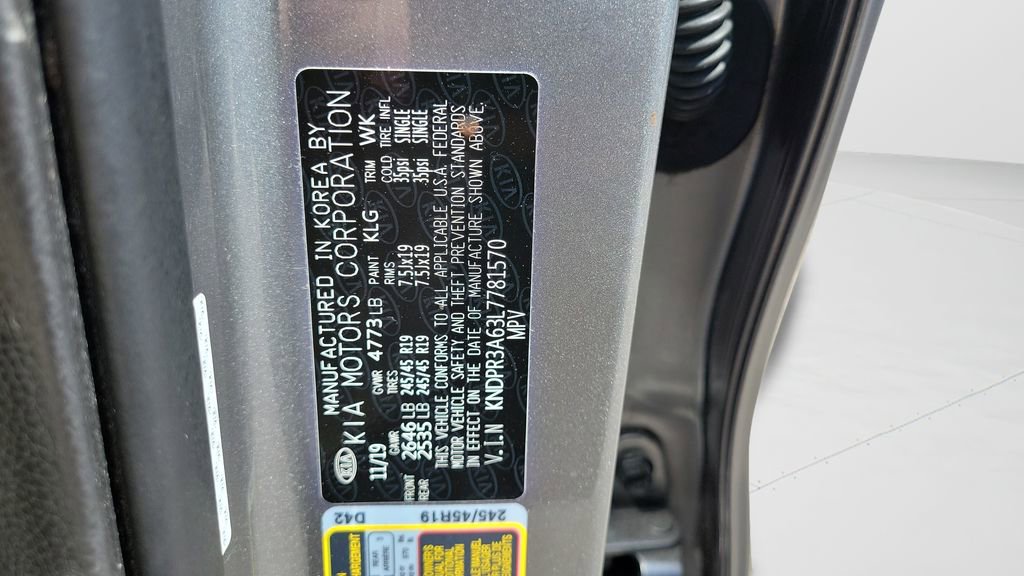 MANUFACTURED IN KOREA BY
KIA KIA MOTORS CORPORATION
11/19 GVWR 4773 LB PAINT KLG TRIM WK
GAWR TIRES RIMS COLD TIRE INFL
FRONT 2646 LB 245/45 R19 7.5Jx19 35psi SINGLE
REAR 2535 LB 245/45 R19 7.5Jx19 35psi SINGLE
THIS VEHICLE CONFORMS TO ALL APPLICABLE U.S.A. FEDERAL
MOTOR VEHICLE SAFETY AND THEFT PREVENTION STANDARDS
IN EFFECT ON THE DATE OF MANUFACTURE SHOWN ABOVE.
V.I.N KNDPR3A63L7781570
MPV
D42 245/45R19
REAR